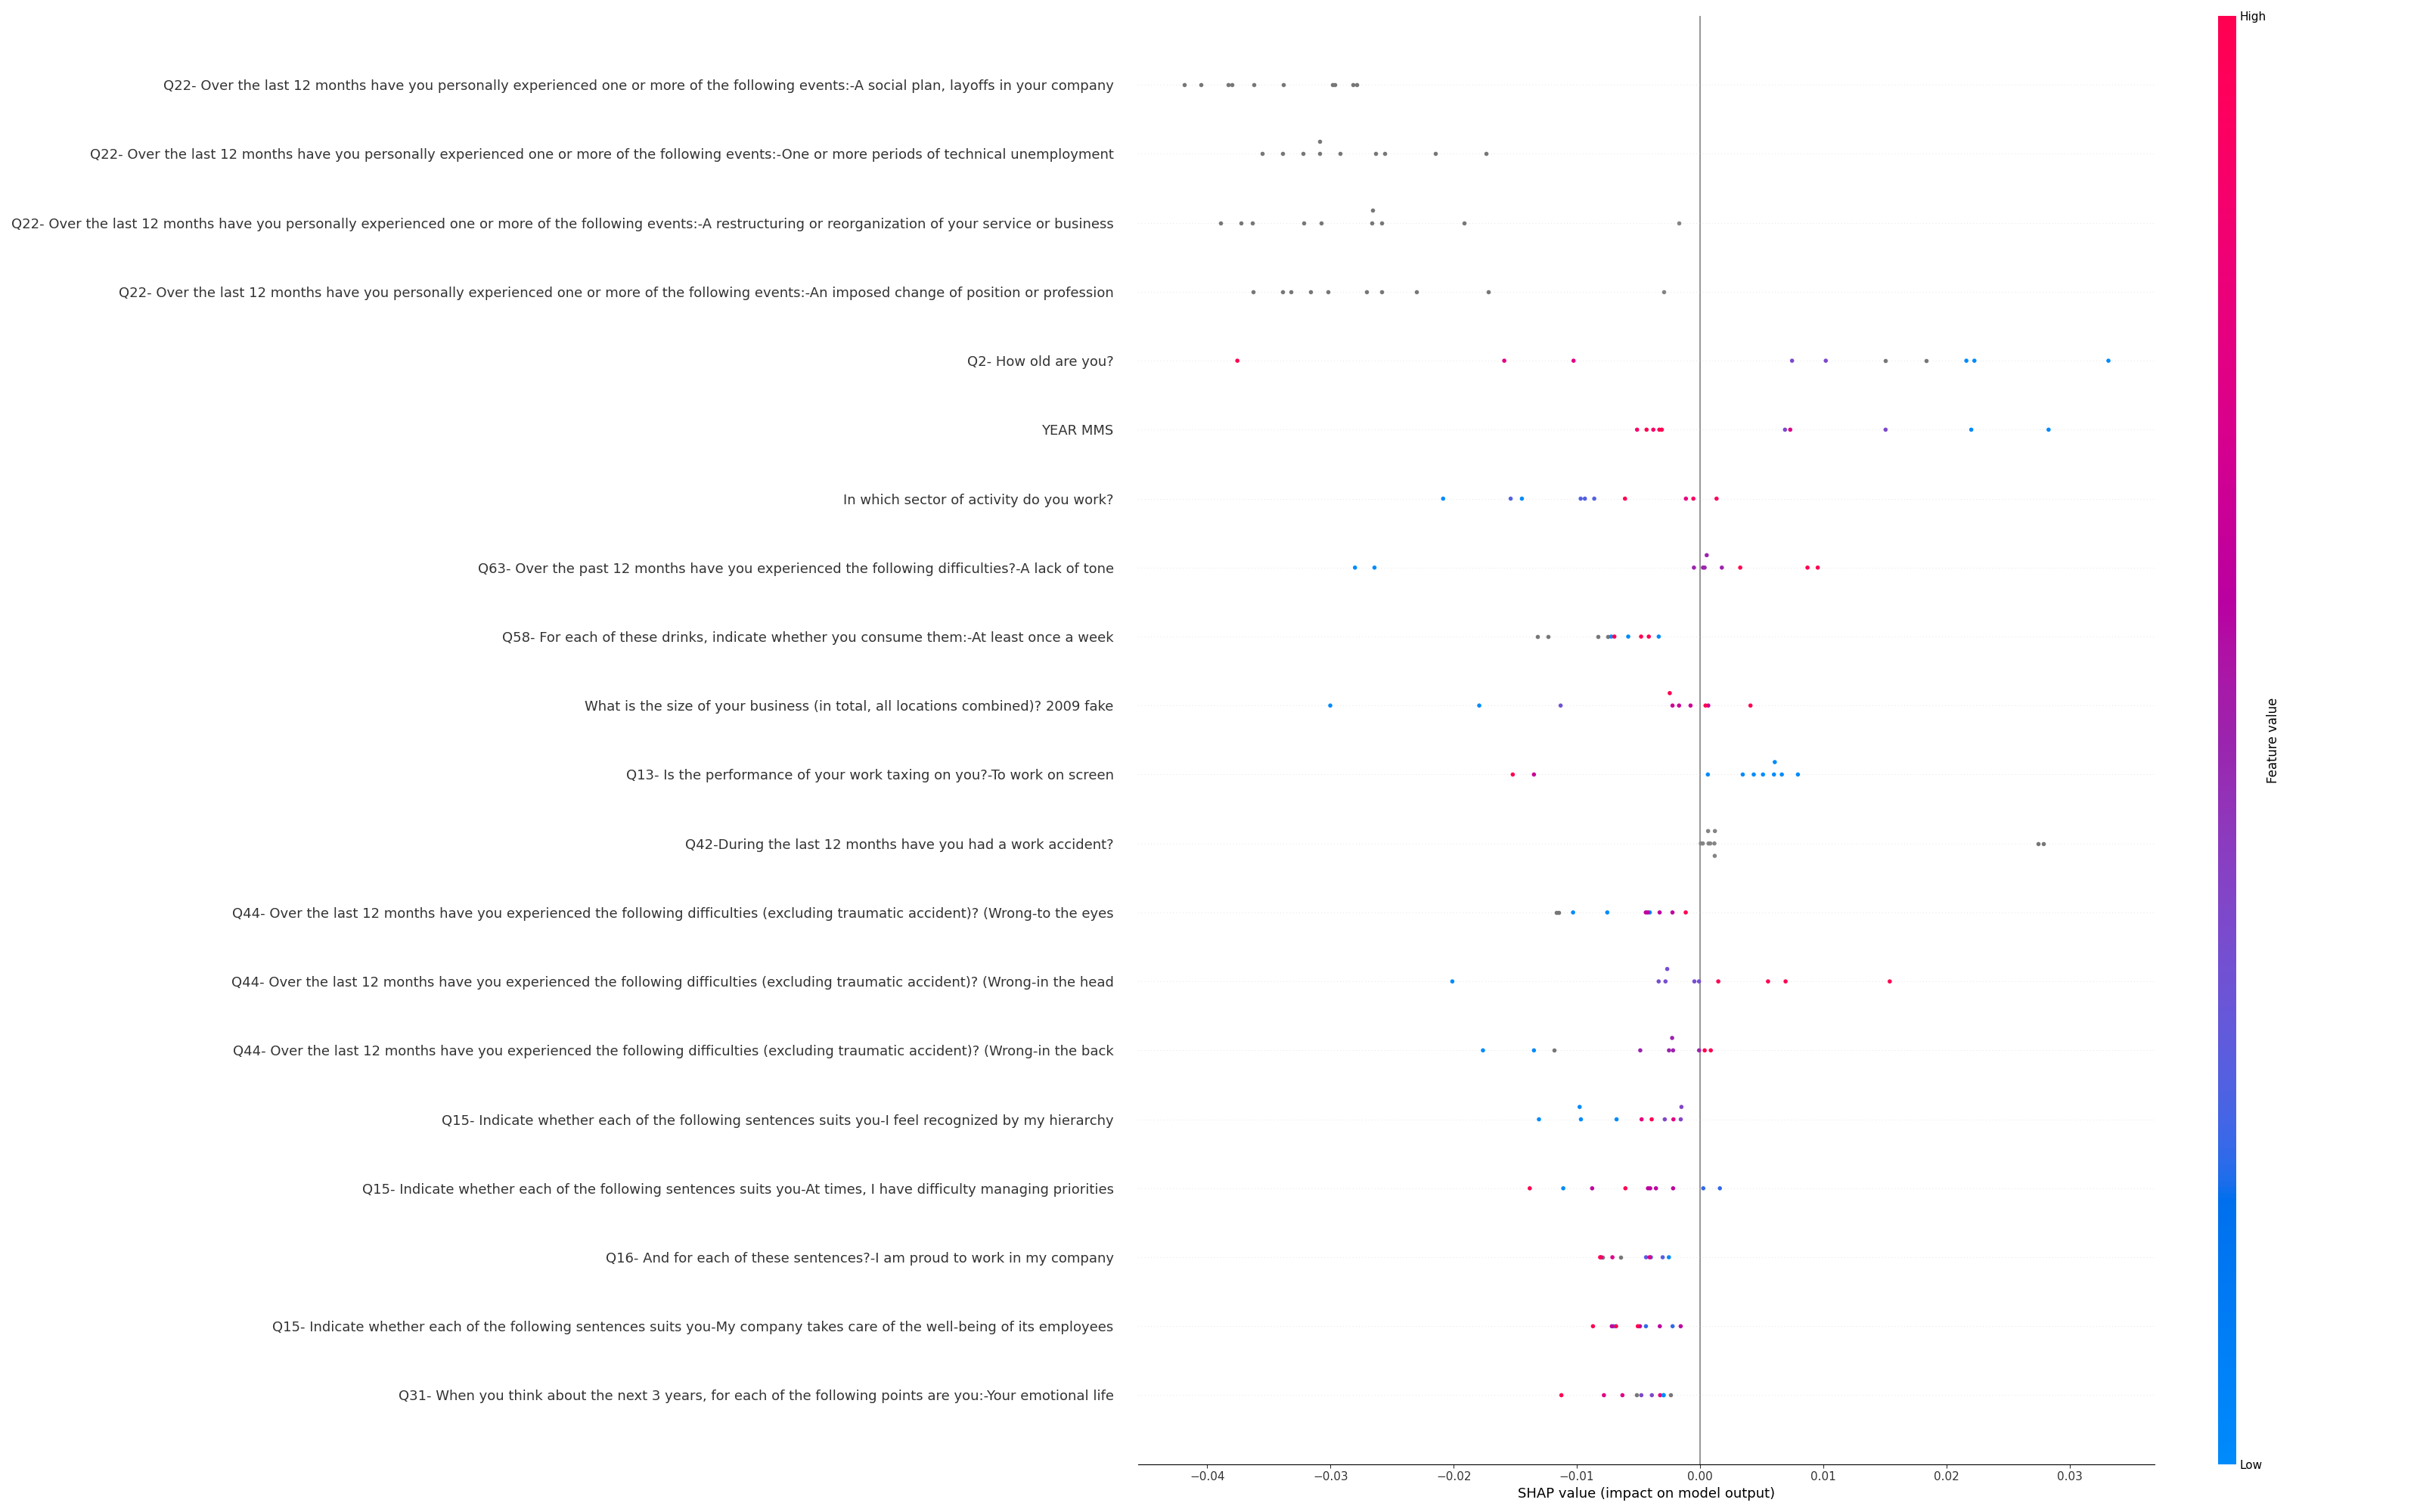 High
Q22- Over the last 12 months have you personally experienced one or more of the following events:-A social plan, layoffs in your company
Q22- Over the last 12 months have you personally experienced one or more of the following events:-One or more periods of technical unemployment
Q22- Over the last 12 months have you personally experienced one or more of the following events:-A restructuring or reorganization of your service or business
Q22- Over the last 12 months have you personally experienced one or more of the following events:-An imposed change of position or profession
Q2- How old are you?
YEAR MMS
In which sector of activity do you work?
Q63- Over the past 12 months have you experienced the following difficulties?-A lack of tone
Q58- For each of these drinks, indicate whether you consume them:-At least once a week
What is the size of your business (in total, all locations combined)? 2009 fake
Q13- Is the performance of your work taxing on you?-To work on screen
Q42-During the last 12 months have you had a work accident?
Q44- Over the last 12 months have you experienced the following difficulties (excluding traumatic accident)? (Wrong-to the eyes
Q44- Over the last 12 months have you experienced the following difficulties (excluding traumatic accident)? (Wrong-in the head
Q44- Over the last 12 months have you experienced the following difficulties (excluding traumatic accident)? (Wrong-in the back
Q15- Indicate whether each of the following sentences suits you-I feel recognized by my hierarchy
Q15- Indicate whether each of the following sentences suits you-At times, I have difficulty managing priorities
Q16- And for each of these sentences?-I am proud to work in my company
Q15- Indicate whether each of the following sentences suits you-My company takes care of the well-being of its employees
Q31- When you think about the next 3 years, for each of the following points are you:-Your emotional life
Feature value
Low
−0.04 −0.03 −0.02 −0.01 0.00 0.01 0.02 0.03
SHAP value (impact on model output)